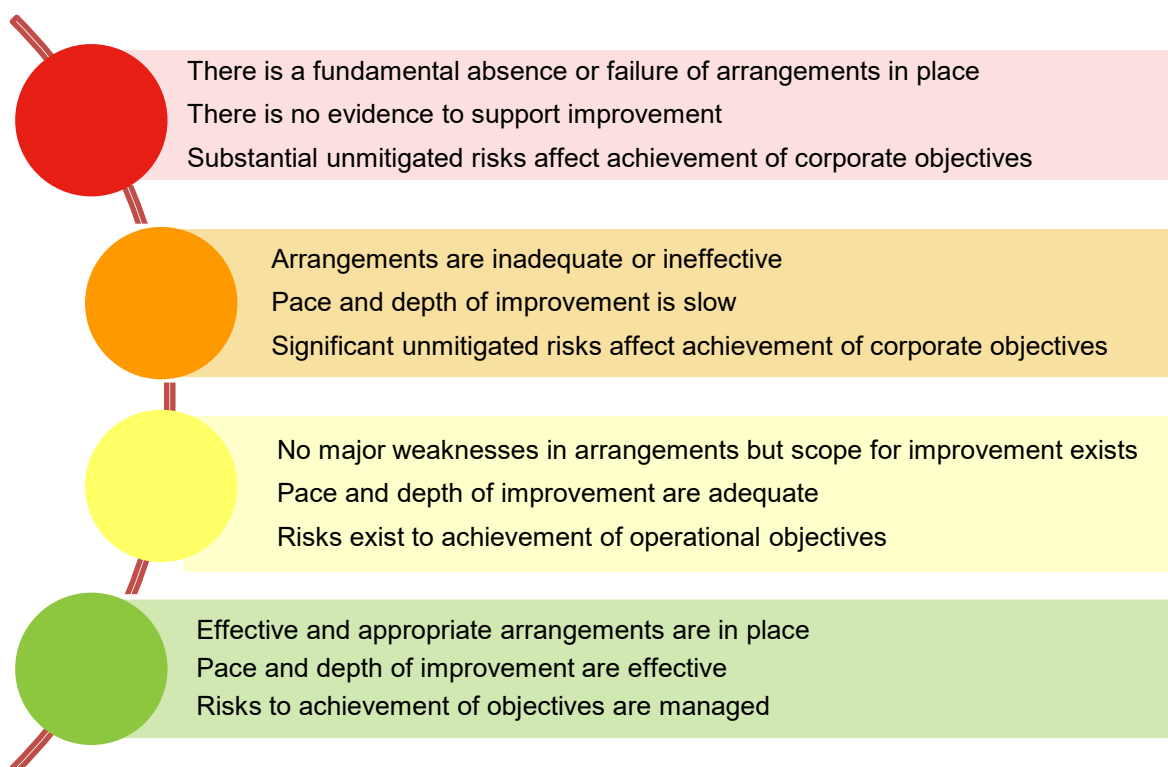 There is a fundamental absence or failure of arrangements in place
There is no evidence to support improvement
Substantial unmitigated risks affect achievement of corporate objectives
Arrangements are inadequate or ineffective
Pace and depth of improvement is slow
Significant unmitigated risks affect achievement of corporate objectives
No major weaknesses in arrangements but scope for improvement exists
Pace and depth of improvement are adequate
Risks exist to achievement of operational objectives
Effective and appropriate arrangements are in place
Pace and depth of improvement are effective
Risks to achievement of objectives are managed